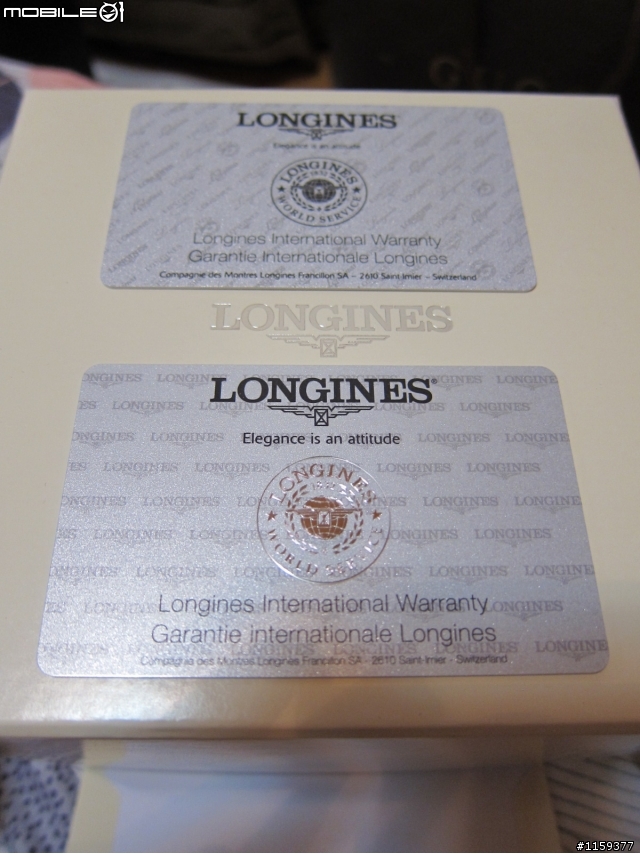 MOBILE01
GUC
LONGINES
Elegance is an attitude
LONGINES
WORLD SERVICE
Longines International Warranty
Garantie Internationale Longines
Compagnie des Montres Longines Francillon SA - 2610 Saint-Imier - Switzerland
LONGINES
LONGINES®
Elegance is an attitude
LONGINES
WORLD SERVICE
Longines International Warranty
Garantie internationale Longines
Compagnie des Montres Longines Francillon SA - 2610 Saint-Imier - Switzerland
#1159377